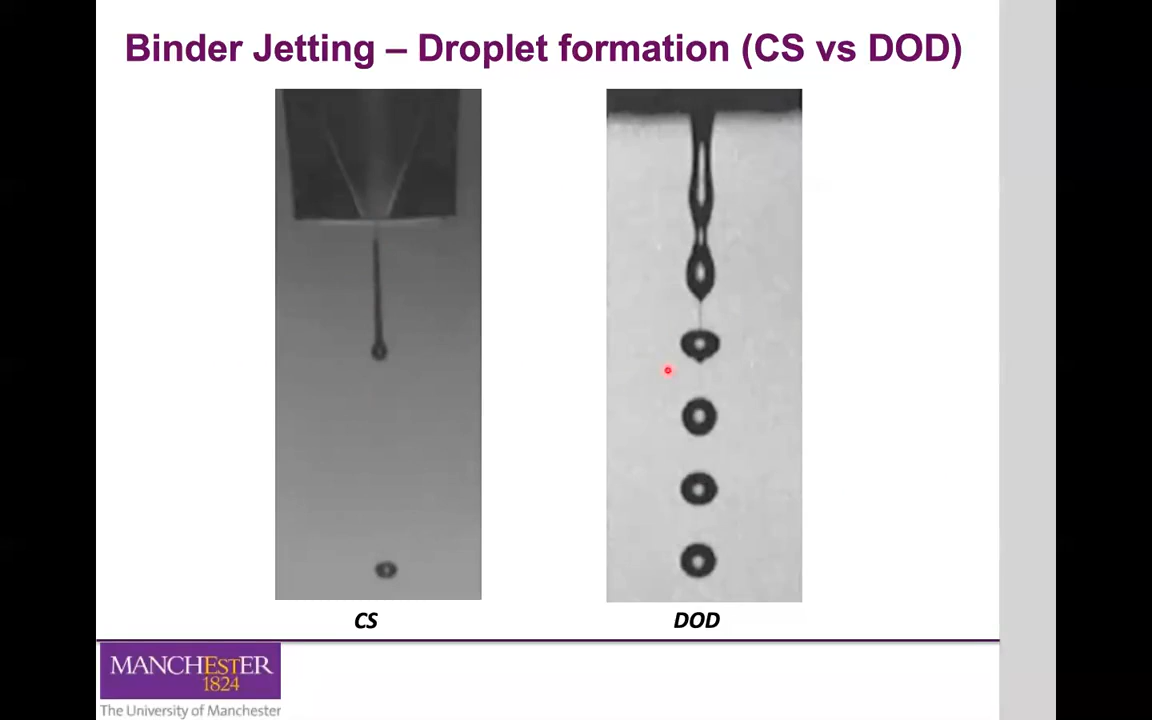 Binder Jetting – Droplet formation (CS vs DOD)
CS
DOD
MANCHESTER
1824
The University of Manchester